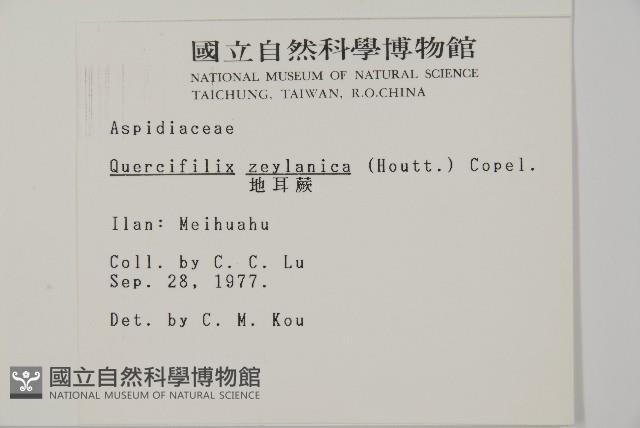 國立自然科學博物館
NATIONAL MUSEUM OF NATURAL SCIENCE
TAICHUNG, TAIWAN, R.O.CHINA
Aspidiaceae
Quercifilix zeylanica (Houtt.) Copel.
地耳蕨
Ilan: Meihuahu
Coll. by C. C. Lu
Sep. 28, 1977.
Det. by C. M. Kou
國立自然科學博物館
NATIONAL MUSEUM OF NATURAL SCIENCE